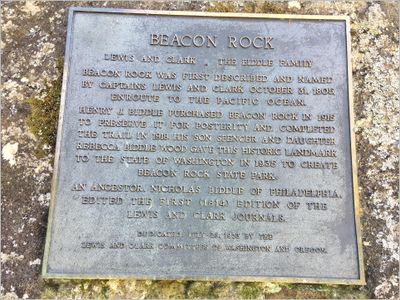 BEACON ROCK
LEWIS AND CLARK . THE BIDDLE FAMILY
BEACON ROCK WAS FIRST DESCRIBED AND NAMED
BY CAPTAINS LEWIS AND CLARK OCTOBER 31, 1805,
ENROUTE TO THE PACIFIC OCEAN.
HENRY J. BIDDLE PURCHASED BEACON ROCK IN 1915
TO PRESERVE IT FOR POSTERITY AND COMPLETED
THE TRAIL IN 1918. HIS SON SPENCER AND DAUGHTER
REBECCA BIDDLE WOOD GAVE THIS HISTORIC LANDMARK
TO THE STATE OF WASHINGTON IN 1935 TO CREATE
BEACON ROCK STATE PARK.
AN ANCESTOR, NICHOLAS BIDDLE OF PHILADELPHIA,
EDITED THE FIRST (1814) EDITION OF THE
LEWIS AND CLARK JOURNALS.
DEDICATED JULY BY THE
LEWIS AND CLARK COMMITTEES OF WASHINGTON AND OREGON.